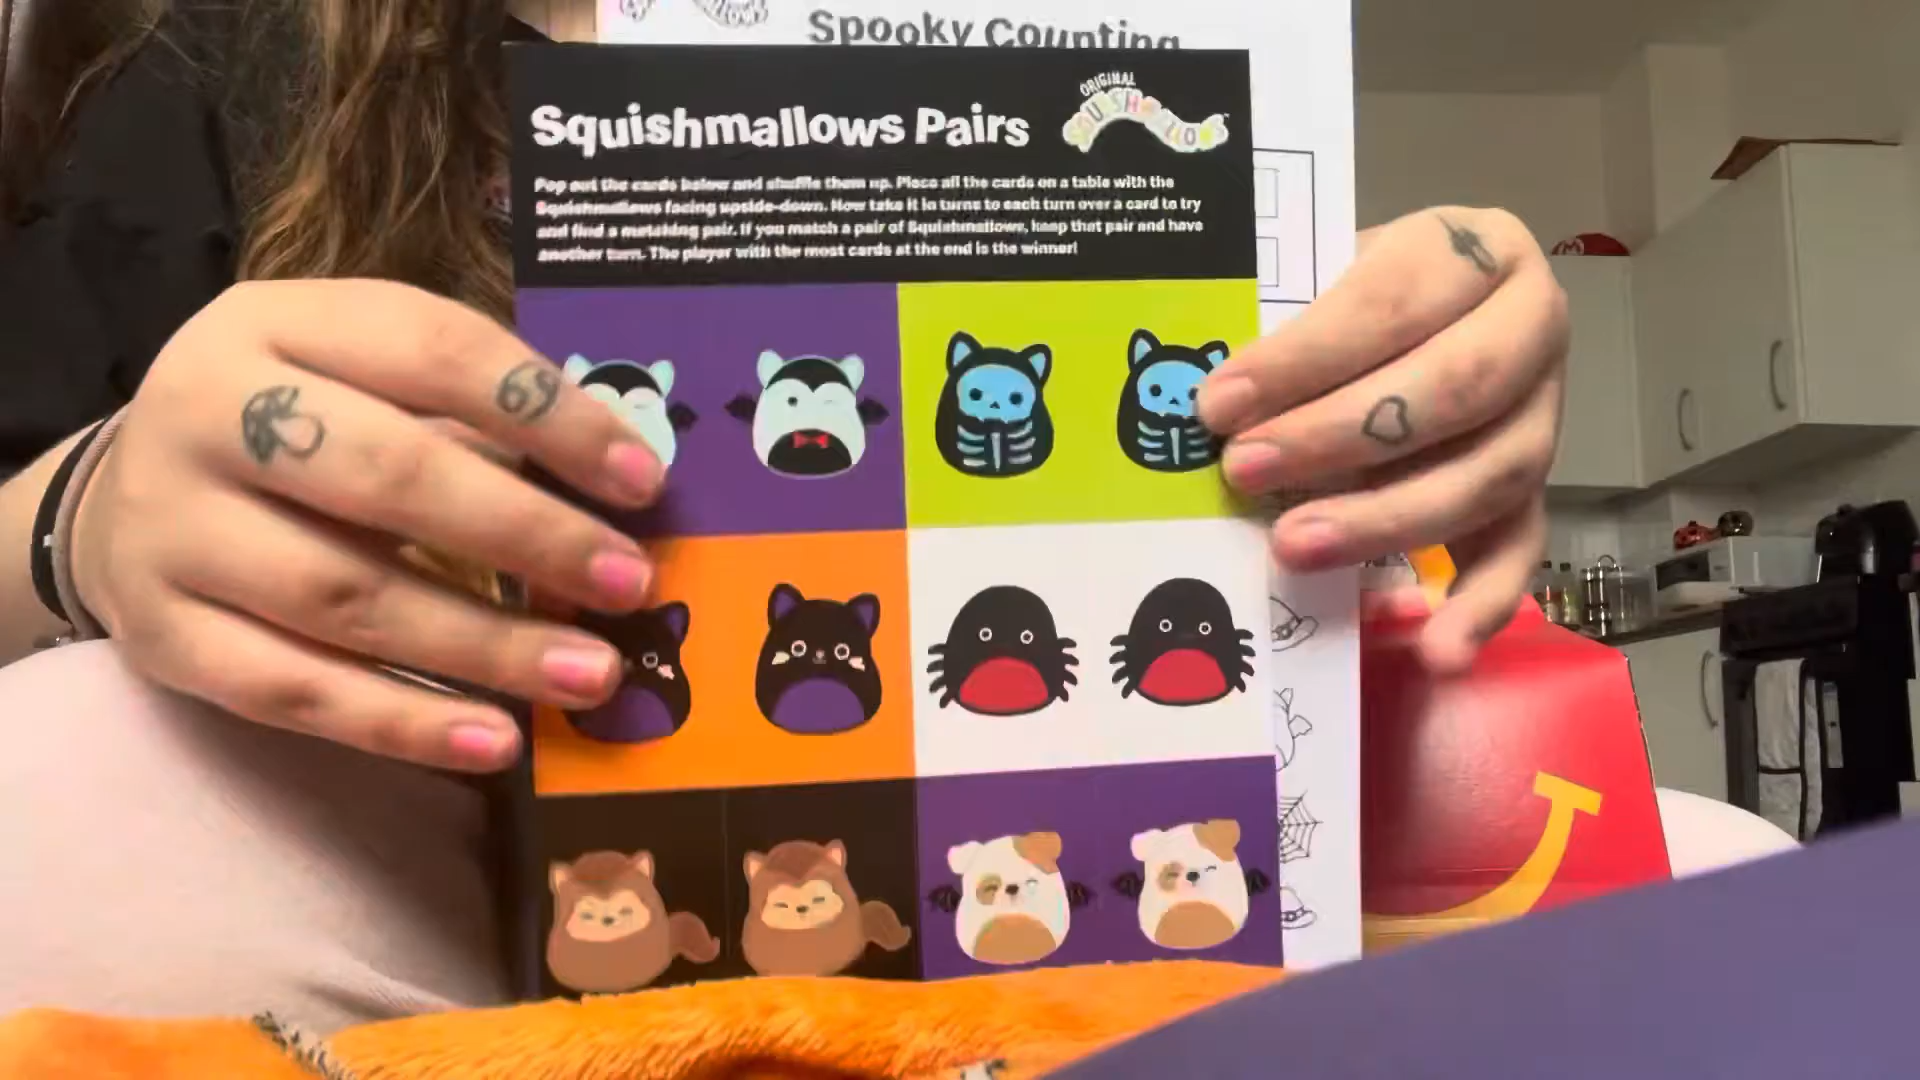 Spooky Counting
Squishmallows Pairs
ORIGINAL
SQUISHMALLOWS
Pop out the cards below and shuffle them up. Place all the cards on a table with the
Squishmallows facing upside-down. Now take it in turns to each turn over a card to try
and find a matching pair. If you match a pair of Squishmallows, keep that pair and have
another turn. The player with the most cards at the end is the winner!